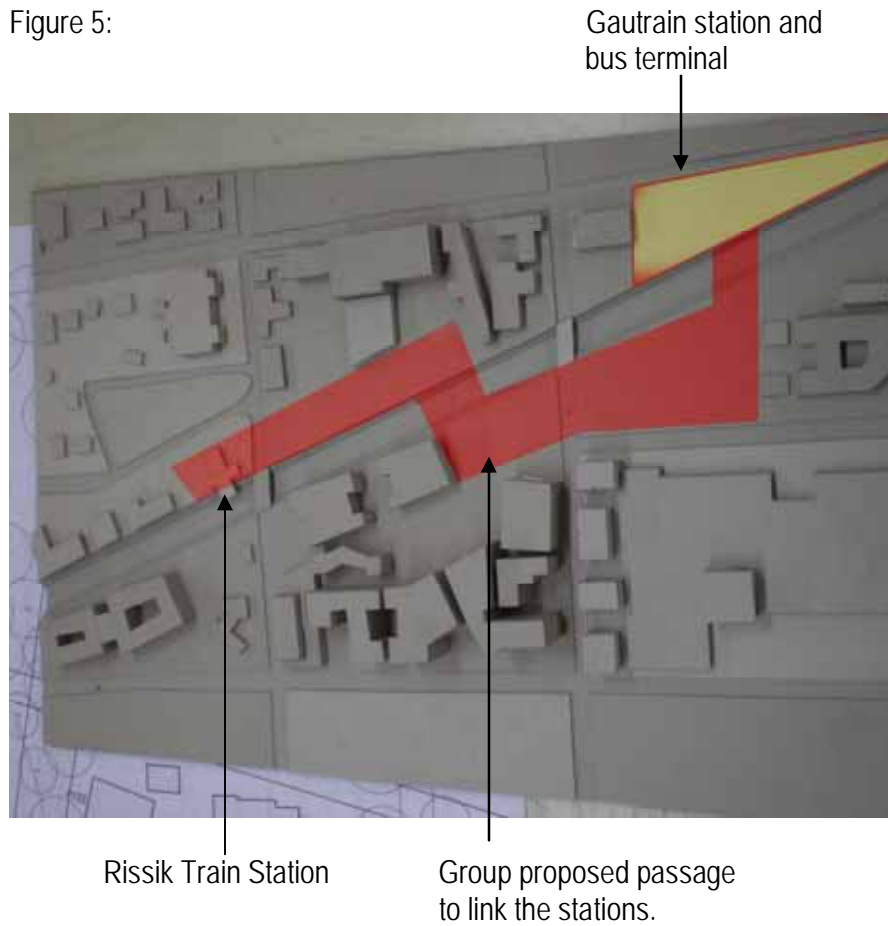 Figure 5:
Gautrain station and
bus terminal
Rissik Train Station
Group proposed passage
to link the stations.